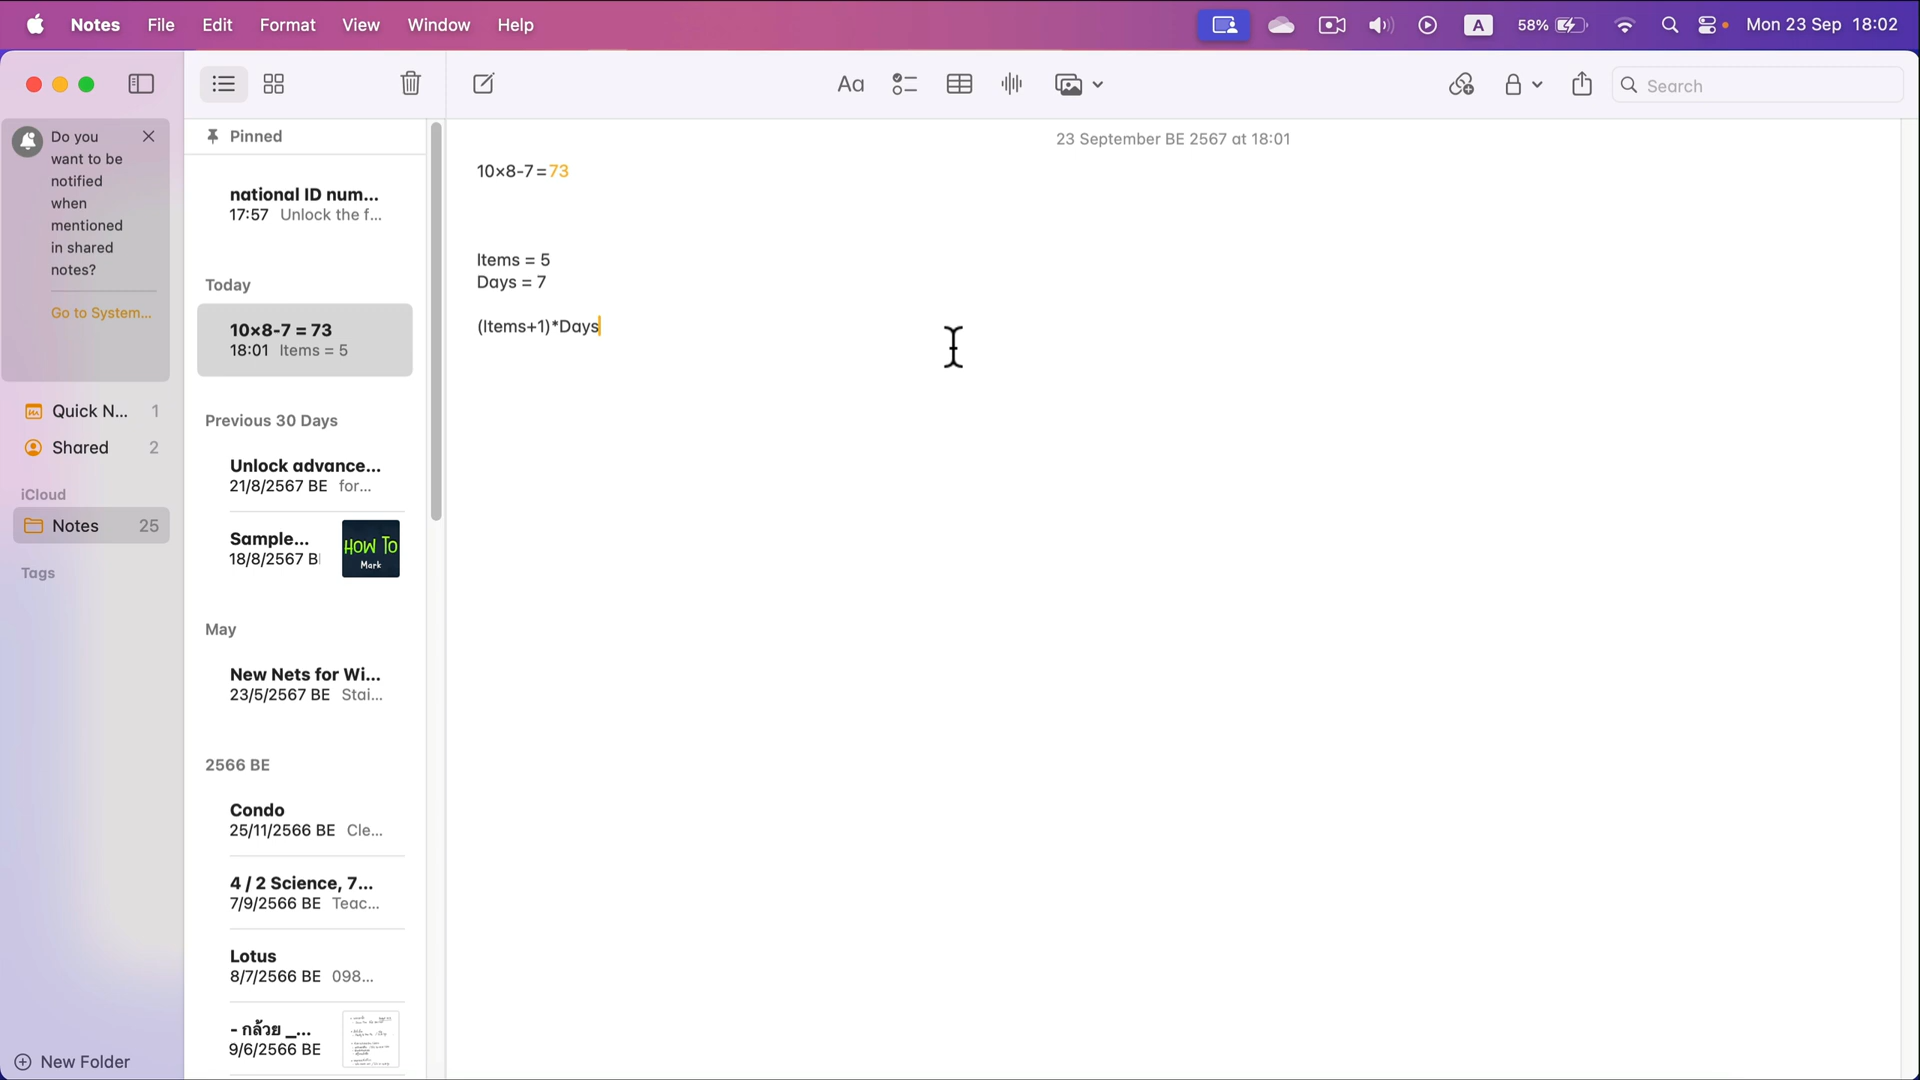 Notes File Edit Format View Window Help
A 58% Mon 23 Sep 18:02
Search
Do you
want to be
notified
when
mentioned
in shared
notes?
Go to System...
Quick N... 1
Shared 2
iCloud
Notes 25
Tags
New Folder
Pinned
national ID num...
17:57 Unlock the f...
Today
10×8-7 = 73
18:01 Items = 5
Previous 30 Days
Unlock advance...
21/8/2567 BE for...
Sample...
18/8/2567 B
HOW TO
Mark
May
New Nets for Wi...
23/5/2567 BE Stai...
2566 BE
Condo
25/11/2566 BE Cle...
4 / 2 Science, 7...
7/9/2566 BE Teac...
Lotus
8/7/2566 BE 098...
- กล้วย _...
9/6/2566 BE
23 September BE 2567 at 18:01
10×8-7=73
Items = 5
Days = 7
(Items+1)*Days